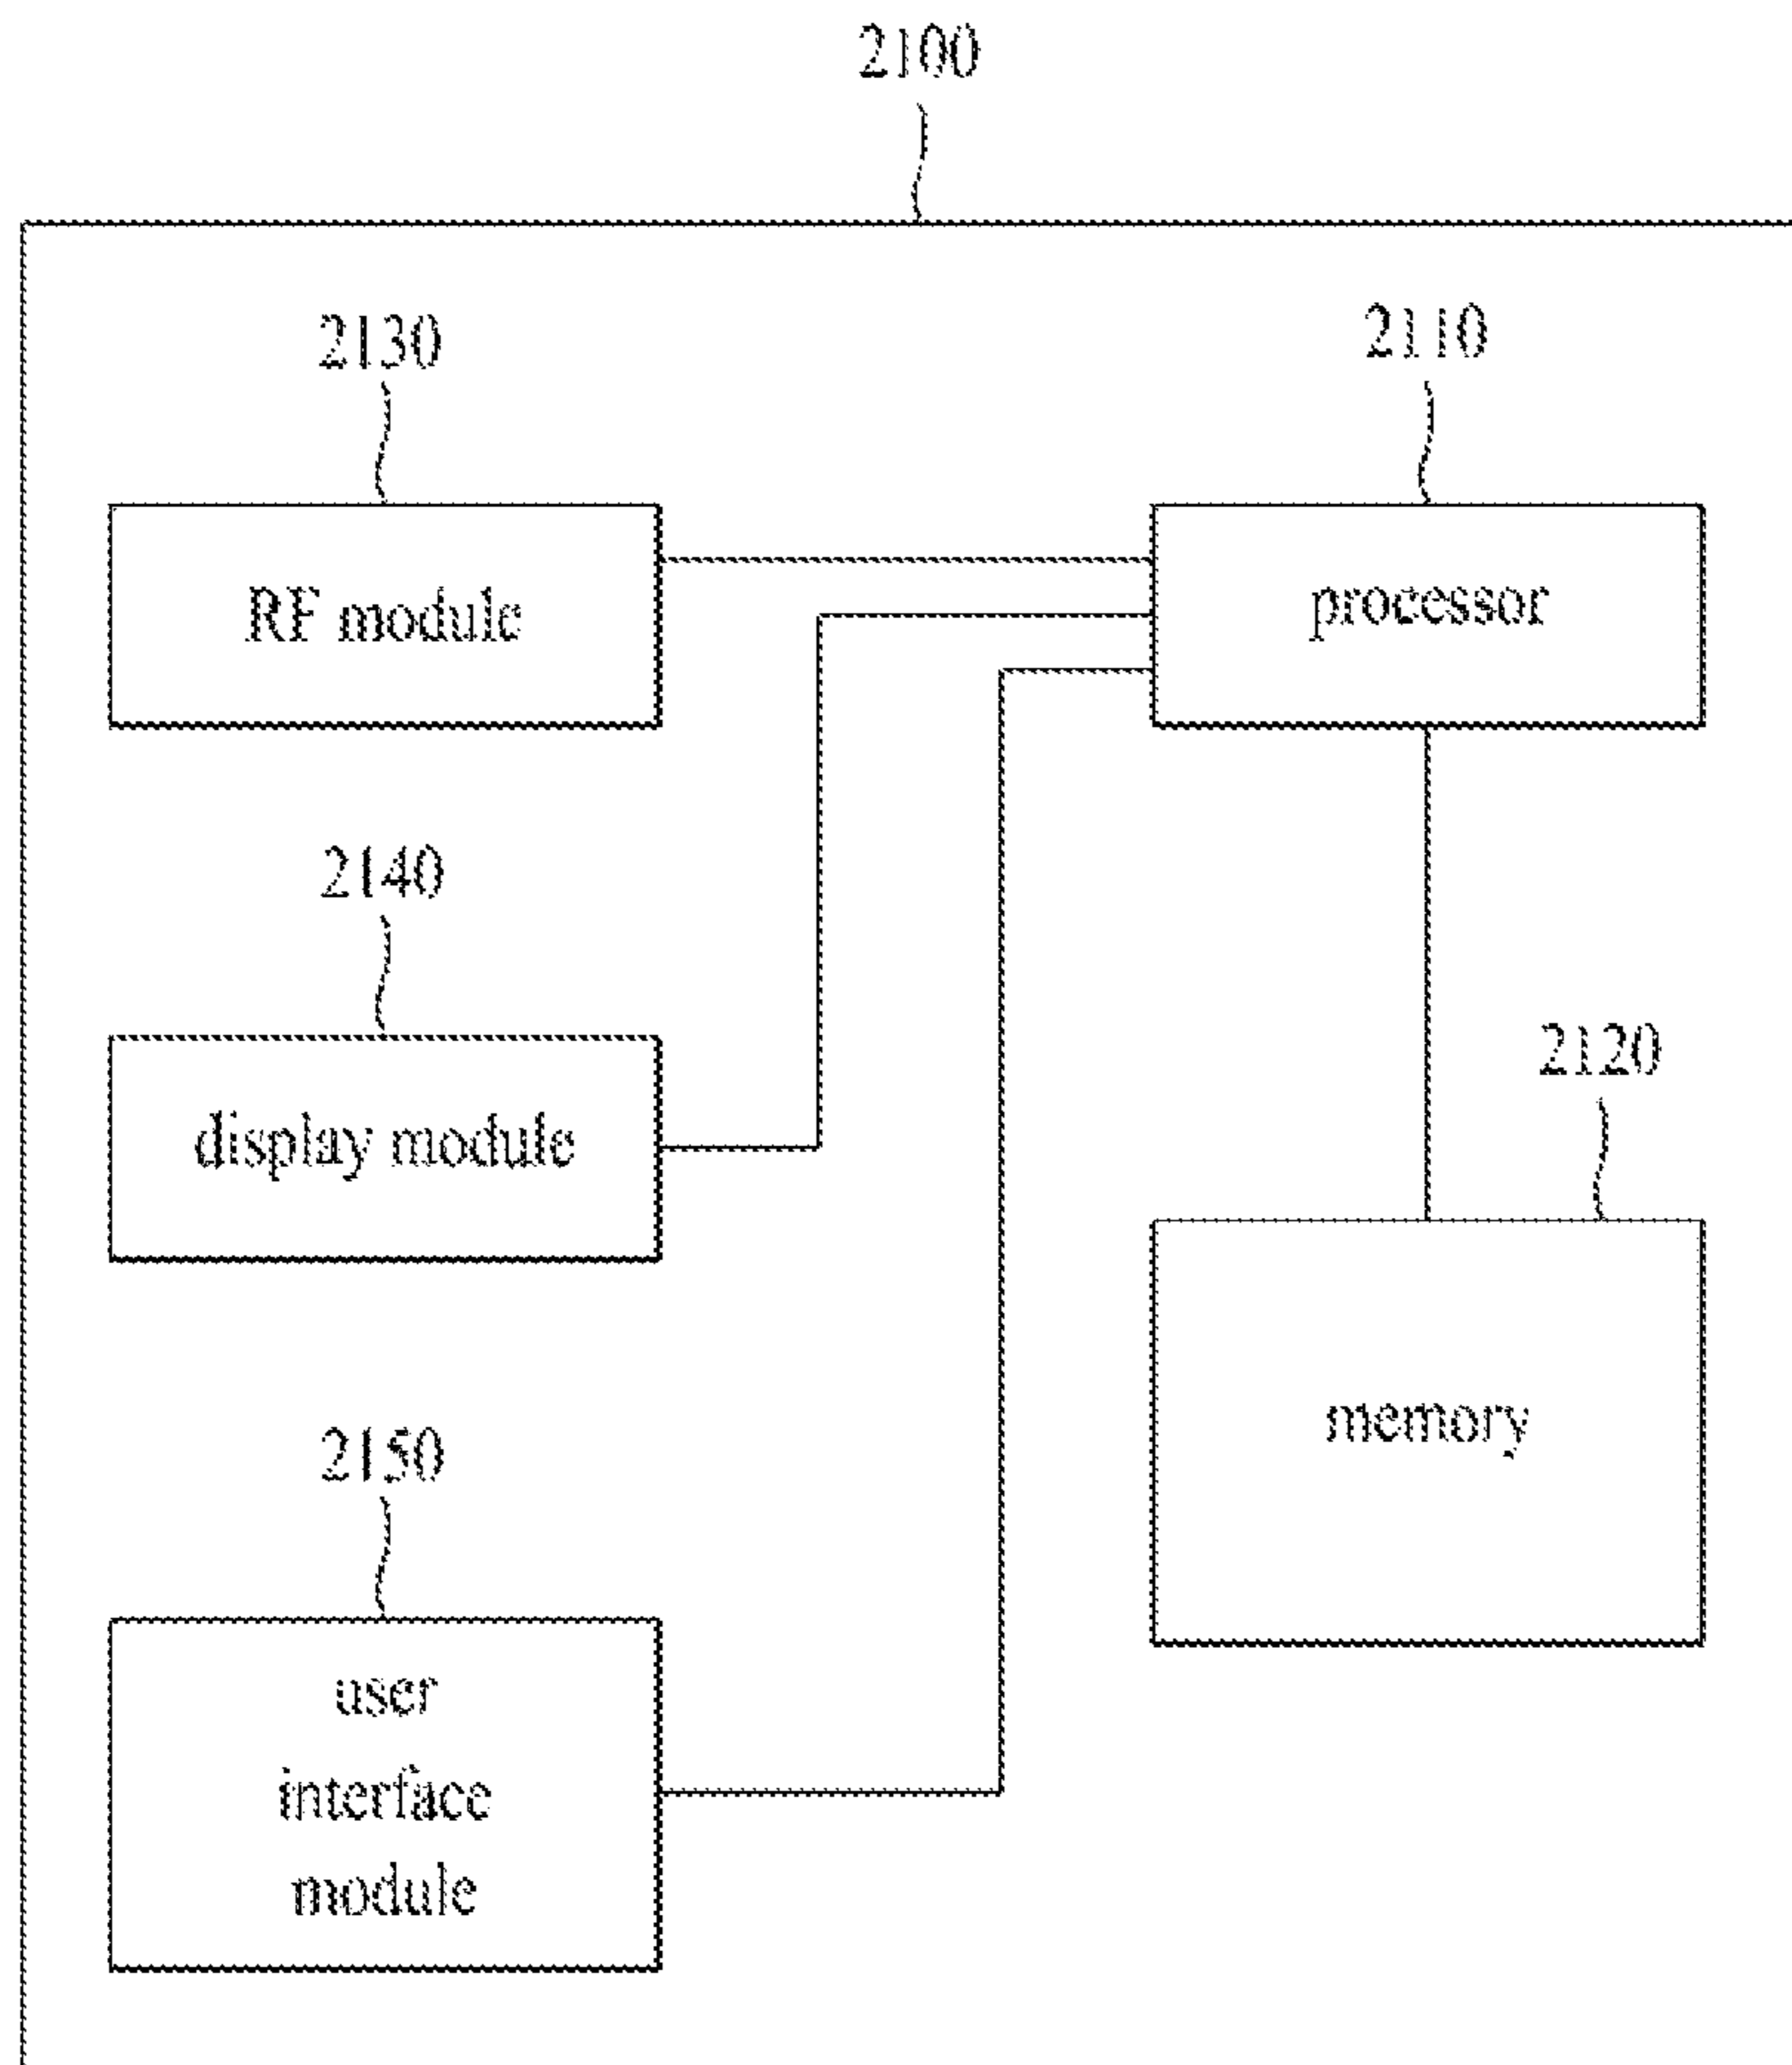 2100
2130
2110
RF module
processor
2140
2120
display module
memory
2150
user
interface
module